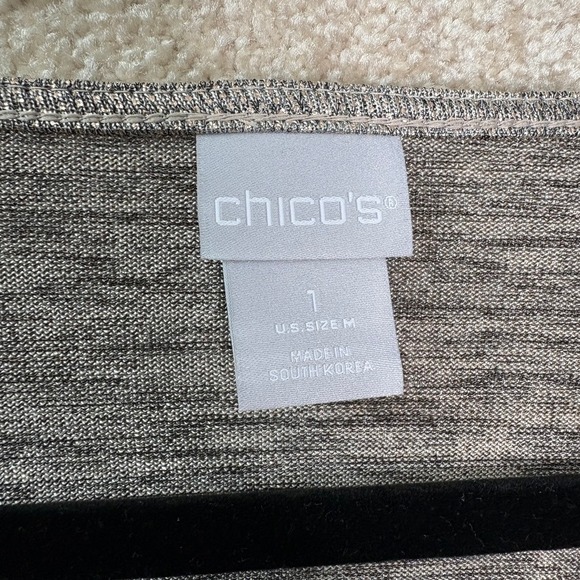 chico's®
1
U.S. SIZE M
MADE IN
SOUTH KOREA